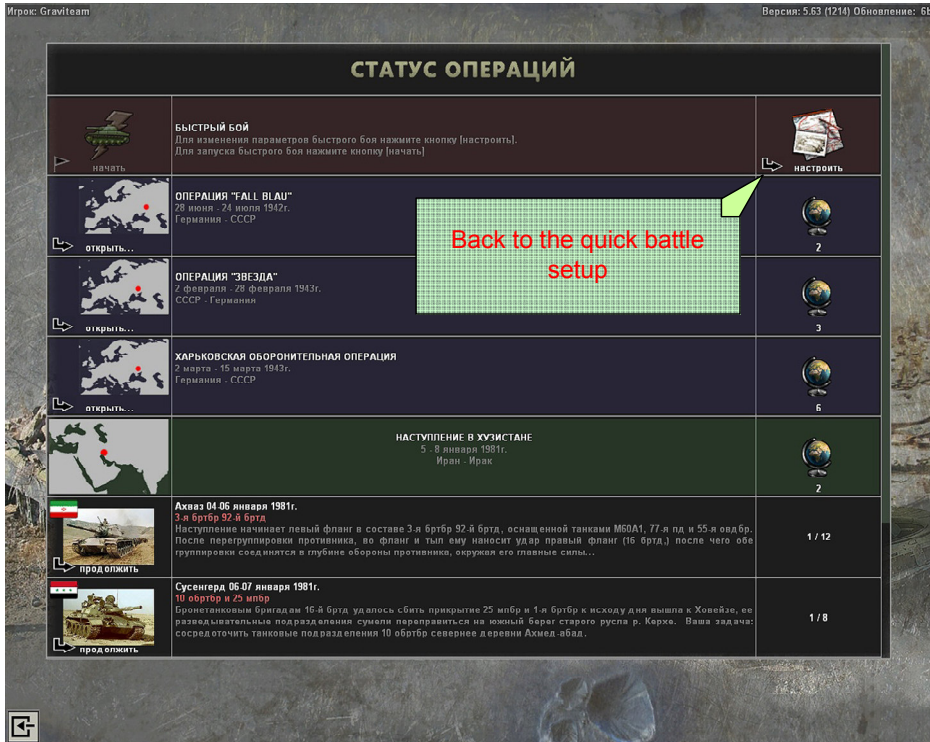 Игрок: Graviteam
Версия: 5.63 (1214) Обновление:
СТАТУС ОПЕРАЦИЙ
БЫСТРЫЙ БОЙ
Для изменения параметров быстрого боя нажмите кнопку [настроить].
Для запуска быстрого боя нажмите кнопку [начать]
начать
настроить
Back to the quick battle
setup
ОПЕРАЦИЯ "FALL BLAU"
28 июня - 24 июля 1942г.
Германия - СССР
открыть...
2
ОПЕРАЦИЯ "ЗВЕЗДА"
2 февраля - 28 февраля 1943г.
СССР - Германия
открыть...
3
ХАРЬКОВСКАЯ ОБОРОНИТЕЛЬНАЯ ОПЕРАЦИЯ
2 марта - 15 марта 1943г.
Германия - СССР
открыть...
6
НАСТУПЛЕНИЕ В ХУЗИСТАНЕ
5 - 8 января 1981г.
Иран - Ирак
2
Ахваз 04-06 января 1981г.
3-я бртбр 92-й бртд
Наступление начинает левый фланг в составе 3-я бртбр 92-й бртд, оснащенной танками М60А1, 77-я пд и 55-я овдбр.
После перегруппировки противника, во фланг и тыл ему наносит удар правый фланг (16 бртд,) после чего обе
группировки соединятся в глубине обороны противника, окружая его главные силы...
продолжить
1 / 12
Сусенгерд 06-07 января 1981г.
10 обртбр и 25 мпбр
Бронетанковым бригадам 16-й бртд удалось сбить прикрытие 25 мпбр и 1-я бртбр к исходу дня вышла к Ховейзе, ее
разведывательные подразделения сумели переправиться на южный берег старого русла р. Керхе. Ваша задача:
сосредоточить танковые подразделения 10 обртбр севернее деревни Ахмед-абад.
продолжить
1 / 8